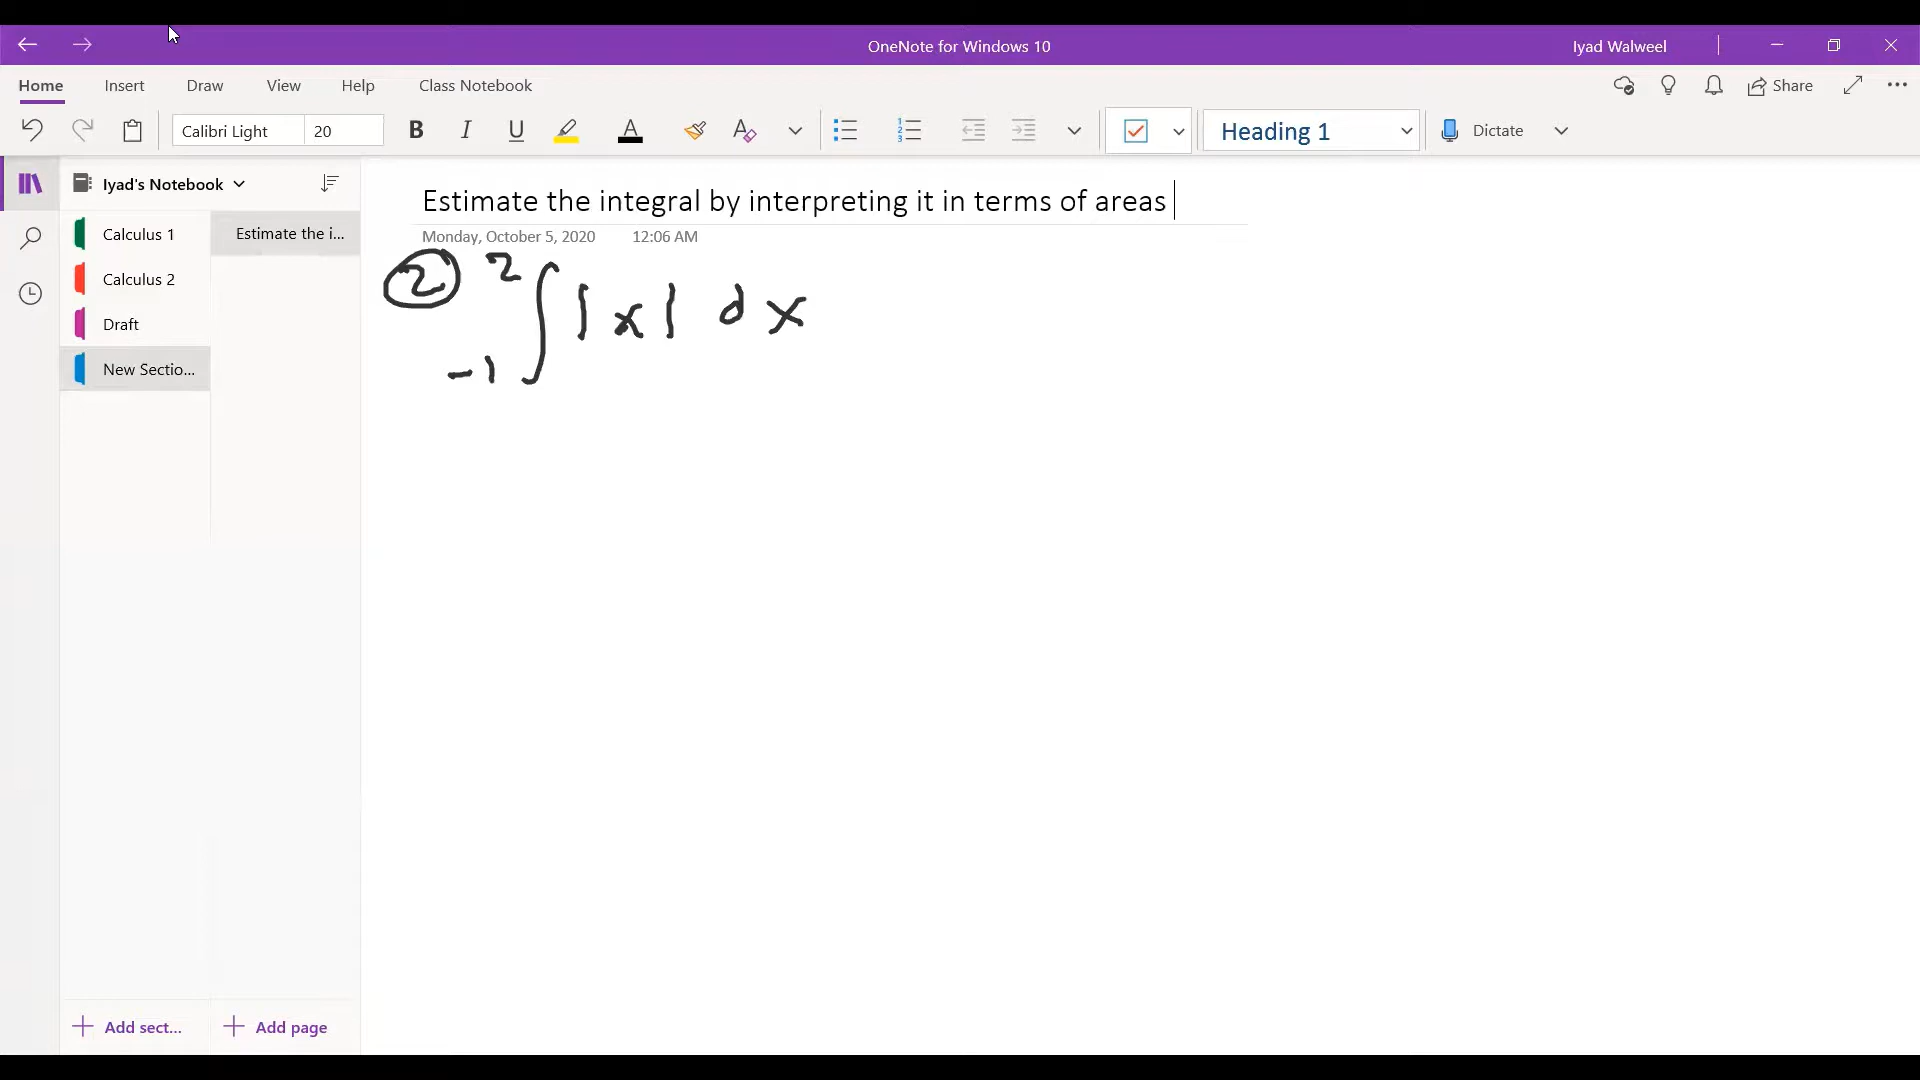 OneNote for Windows 10
Iyad Walweel
Home Insert Draw View Help Class Notebook
Share
Calibri Light 20 B I U A
Heading 1
Dictate
Iyad's Notebook
Calculus 1
Calculus 2
Draft
New Sectio...
Estimate the i...
Estimate the integral by interpreting it in terms of areas
Monday, October 5, 2020 12:06 AM
② 2 ∫ |x| dx
-1
Add sect...
Add page